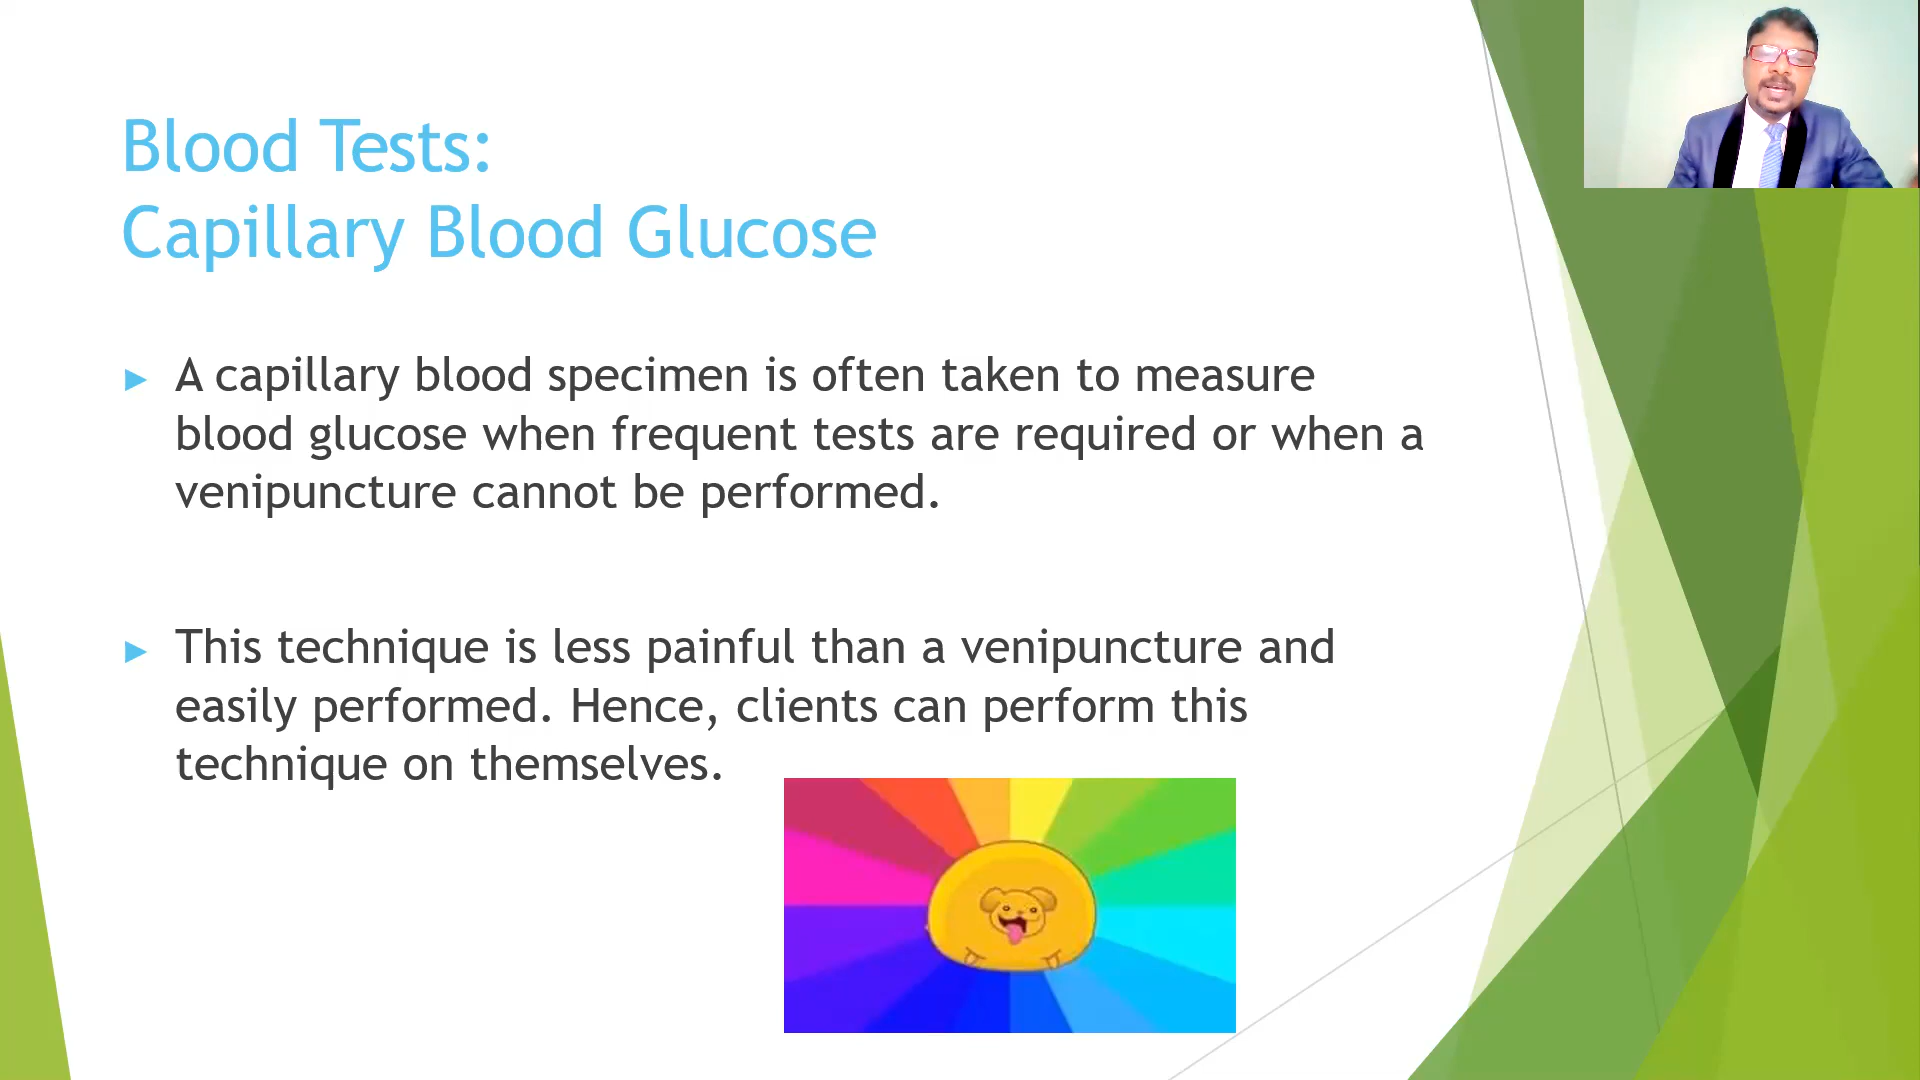 Blood Tests:
Capillary Blood Glucose
A capillary blood specimen is often taken to measure
blood glucose when frequent tests are required or when a
venipuncture cannot be performed.
This technique is less painful than a venipuncture and
easily performed. Hence, clients can perform this
technique on themselves.